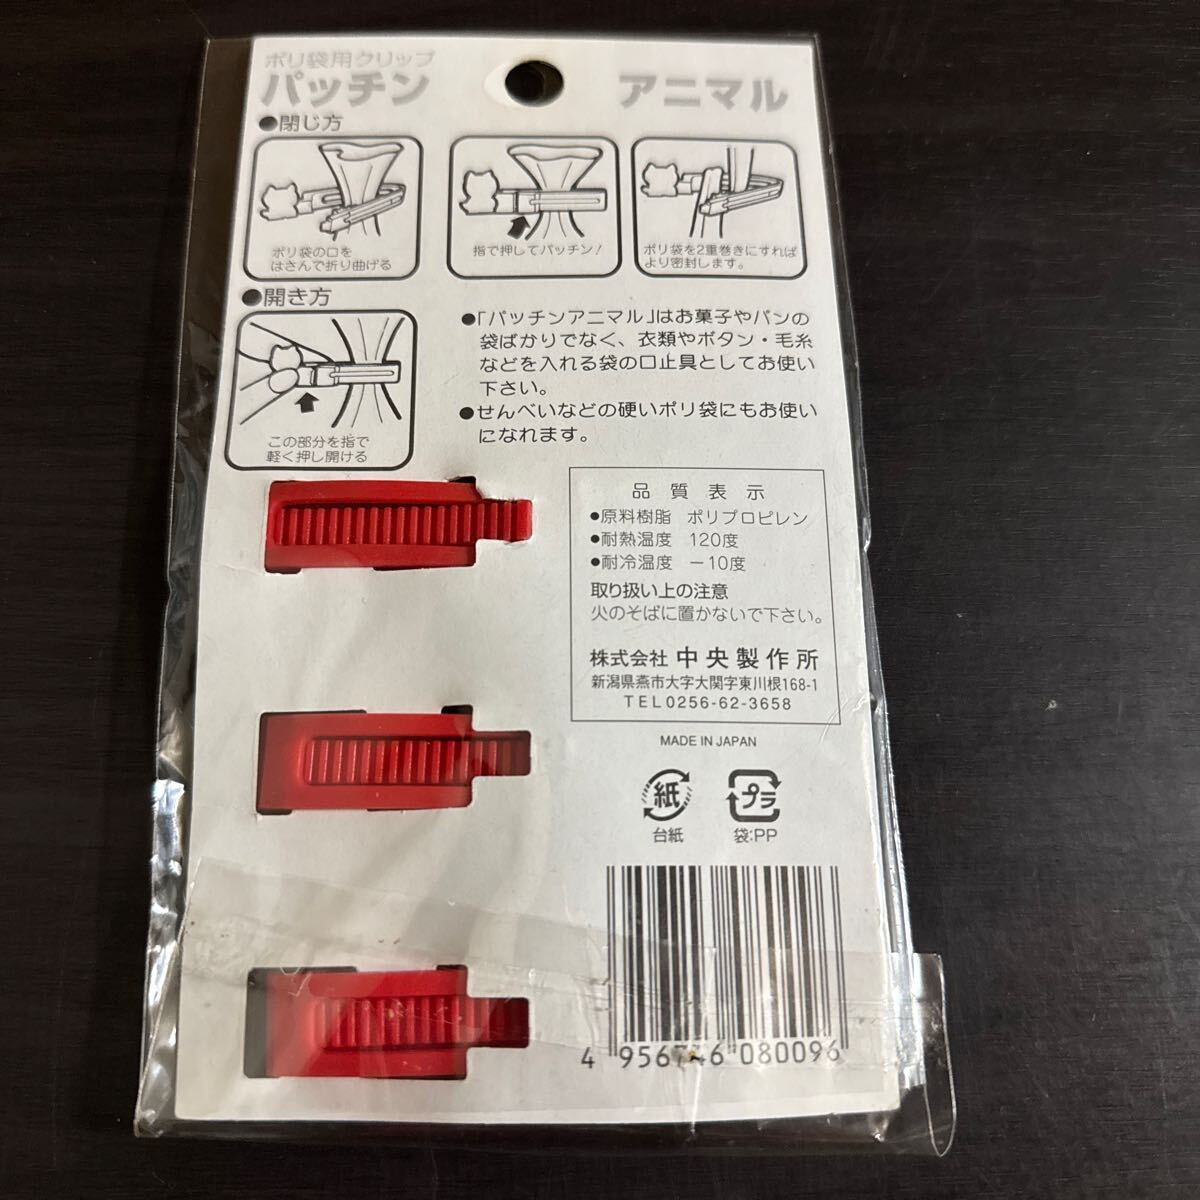 ポリ袋用クリップ
パッチン アニマル
●閉じ方
ポリ袋の口を
はさんで折り曲げる
指で押してパッチン!
ポリ袋を2重巻きにすれば
より密封します。
●開き方
この部分を指で
軽く押し開ける
●「パッチンアニマル」はお菓子やパンの
袋ばかりでなく、衣類やボタン・毛糸
などを入れる袋の口止具としてお使い
下さい。
●せんべいなどの硬いポリ袋にもお使い
になれます。
品質表示
●原料樹脂 ポリプロピレン
●耐熱温度 120度
●耐冷温度 −10度
取り扱い上の注意
火のそばに置かないで下さい。
株式会社 中央製作所
新潟県燕市大字大関字東川根168-1
TEL0256-62-3658
MADE IN JAPAN
紙
台紙
プラ
袋:PP
4 956746 080096